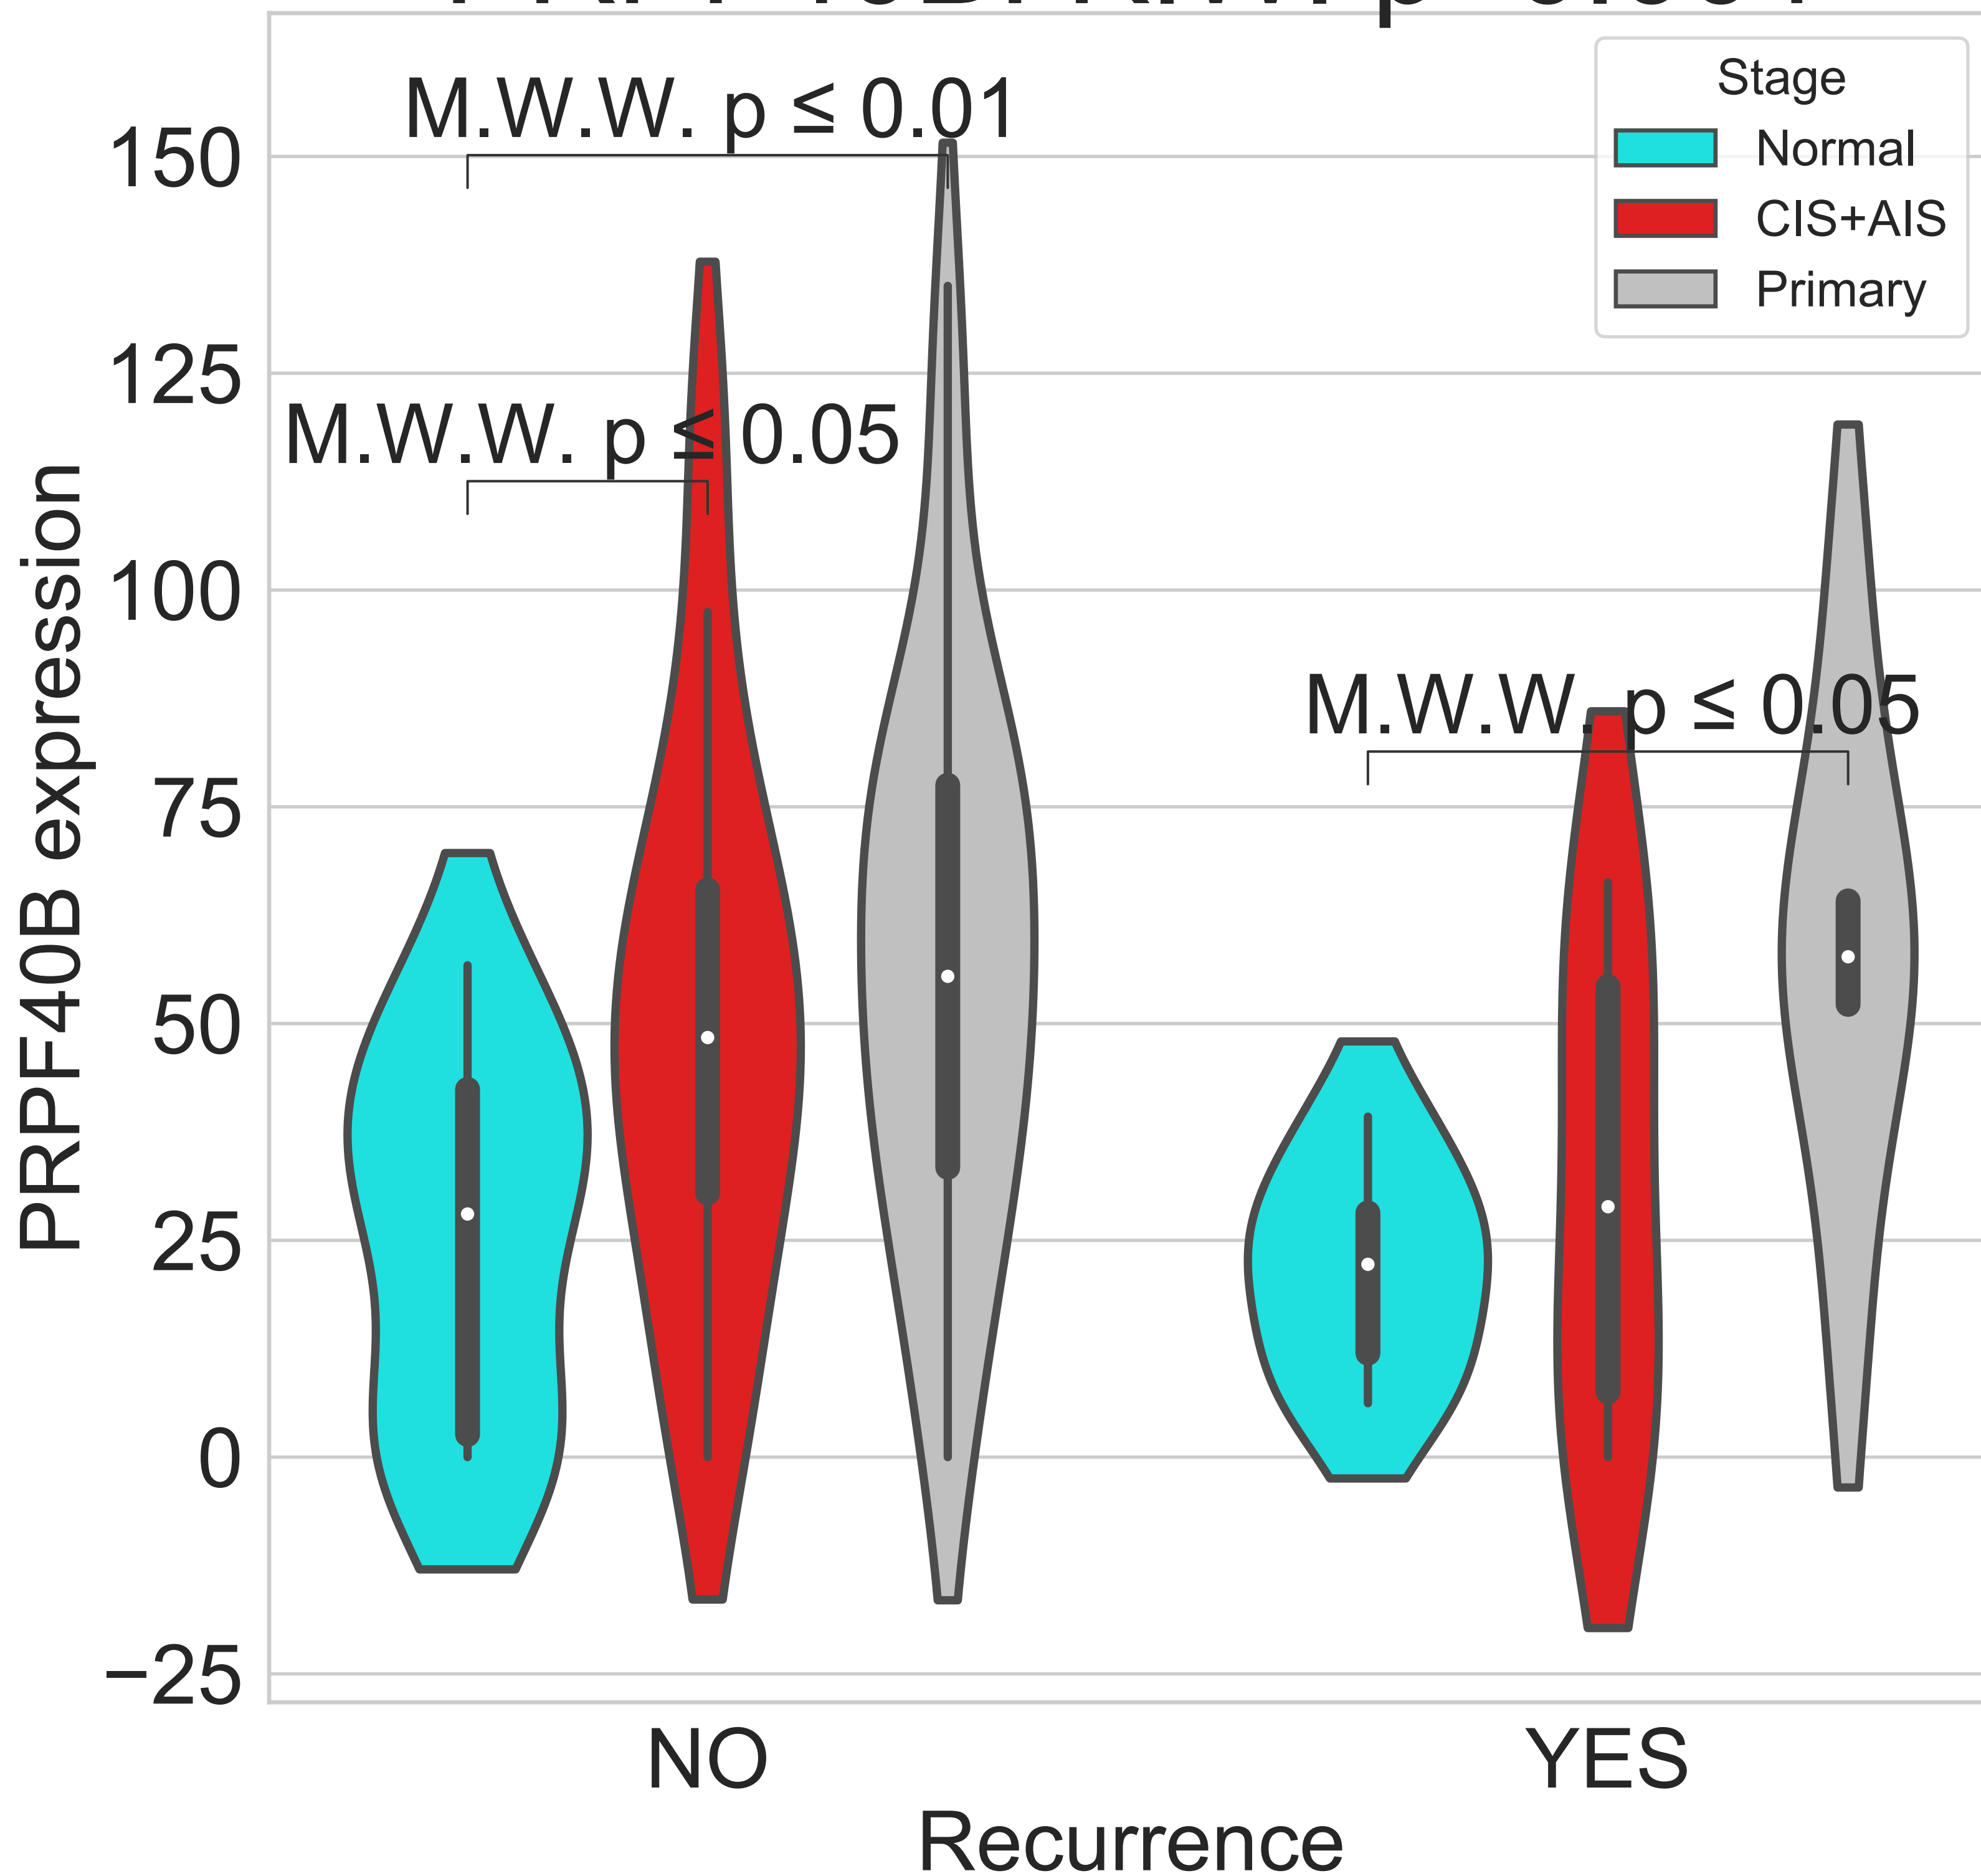 M.W.W. p ≤ 0.01
Stage
Normal
CIS+AIS
Primary
M.W.W. p ≤ 0.05
M.W.W. p ≤ 0.05
PRPF40B expression
150
125
100
75
50
25
0
−25
NO
YES
Recurrence